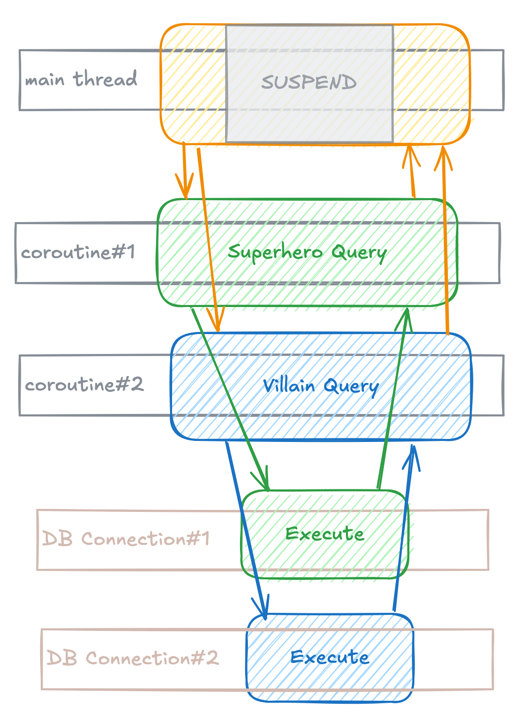 main thread
SUSPEND
coroutine#1
Superhero Query
coroutine#2
Villain Query
DB Connection#1
Execute
DB Connection#2
Execute